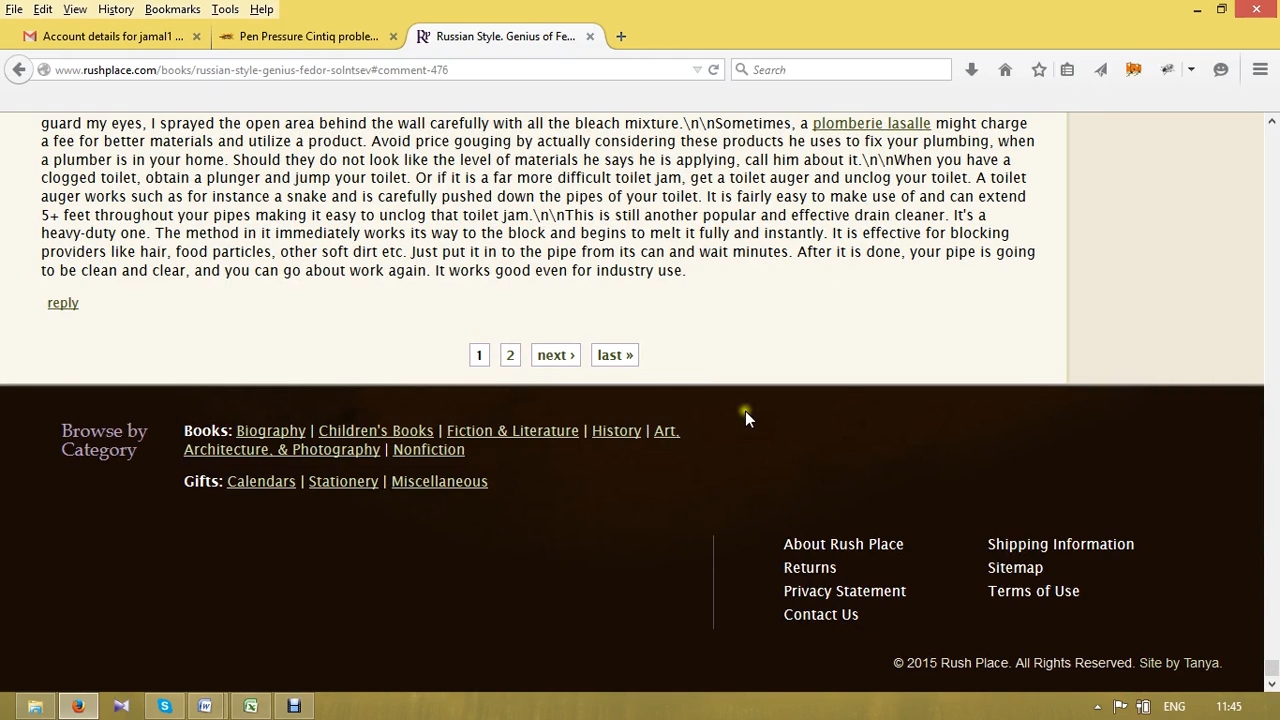 File Edit View History Bookmarks Tools Help
Account details for jamal1 ... Pen Pressure Cintiq proble... Russian Style. Genius of Fe...
www.rushplace.com/books/russian-style-genius-fedor-solntsev#comment-476 Search
guard my eyes, I sprayed the open area behind the wall carefully with all the bleach mixture.\n\nSometimes, a plomberie lasalle might charge
a fee for better materials and utilize a product. Avoid price gouging by actually considering these products he uses to fix your plumbing, when
a plumber is in your home. Should they do not look like the level of materials he says he is applying, call him about it.\n\nWhen you have a
clogged toilet, obtain a plunger and jump your toilet. Or if it is a far more difficult toilet jam, get a toilet auger and unclog your toilet. A toilet
auger works such as for instance a snake and is carefully pushed down the pipes of your toilet. It is fairly easy to make use of and can extend
5+ feet throughout your pipes making it easy to unclog that toilet jam.\n\nThis is still another popular and effective drain cleaner. It's a
heavy-duty one. The method in it immediately works its way to the block and begins to melt it fully and instantly. It is effective for blocking
providers like hair, food particles, other soft dirt etc. Just put it in to the pipe from its can and wait minutes. After it is done, your pipe is going
to be clean and clear, and you can go about work again. It works good even for industry use.
reply
1 2 next › last »
Browse by
Category
Books: Biography | Children's Books | Fiction & Literature | History | Art,
Architecture, & Photography | Nonfiction
Gifts: Calendars | Stationery | Miscellaneous
About Rush Place Shipping Information
Returns Sitemap
Privacy Statement Terms of Use
Contact Us
© 2015 Rush Place. All Rights Reserved. Site by Tanya.
ENG 11:45